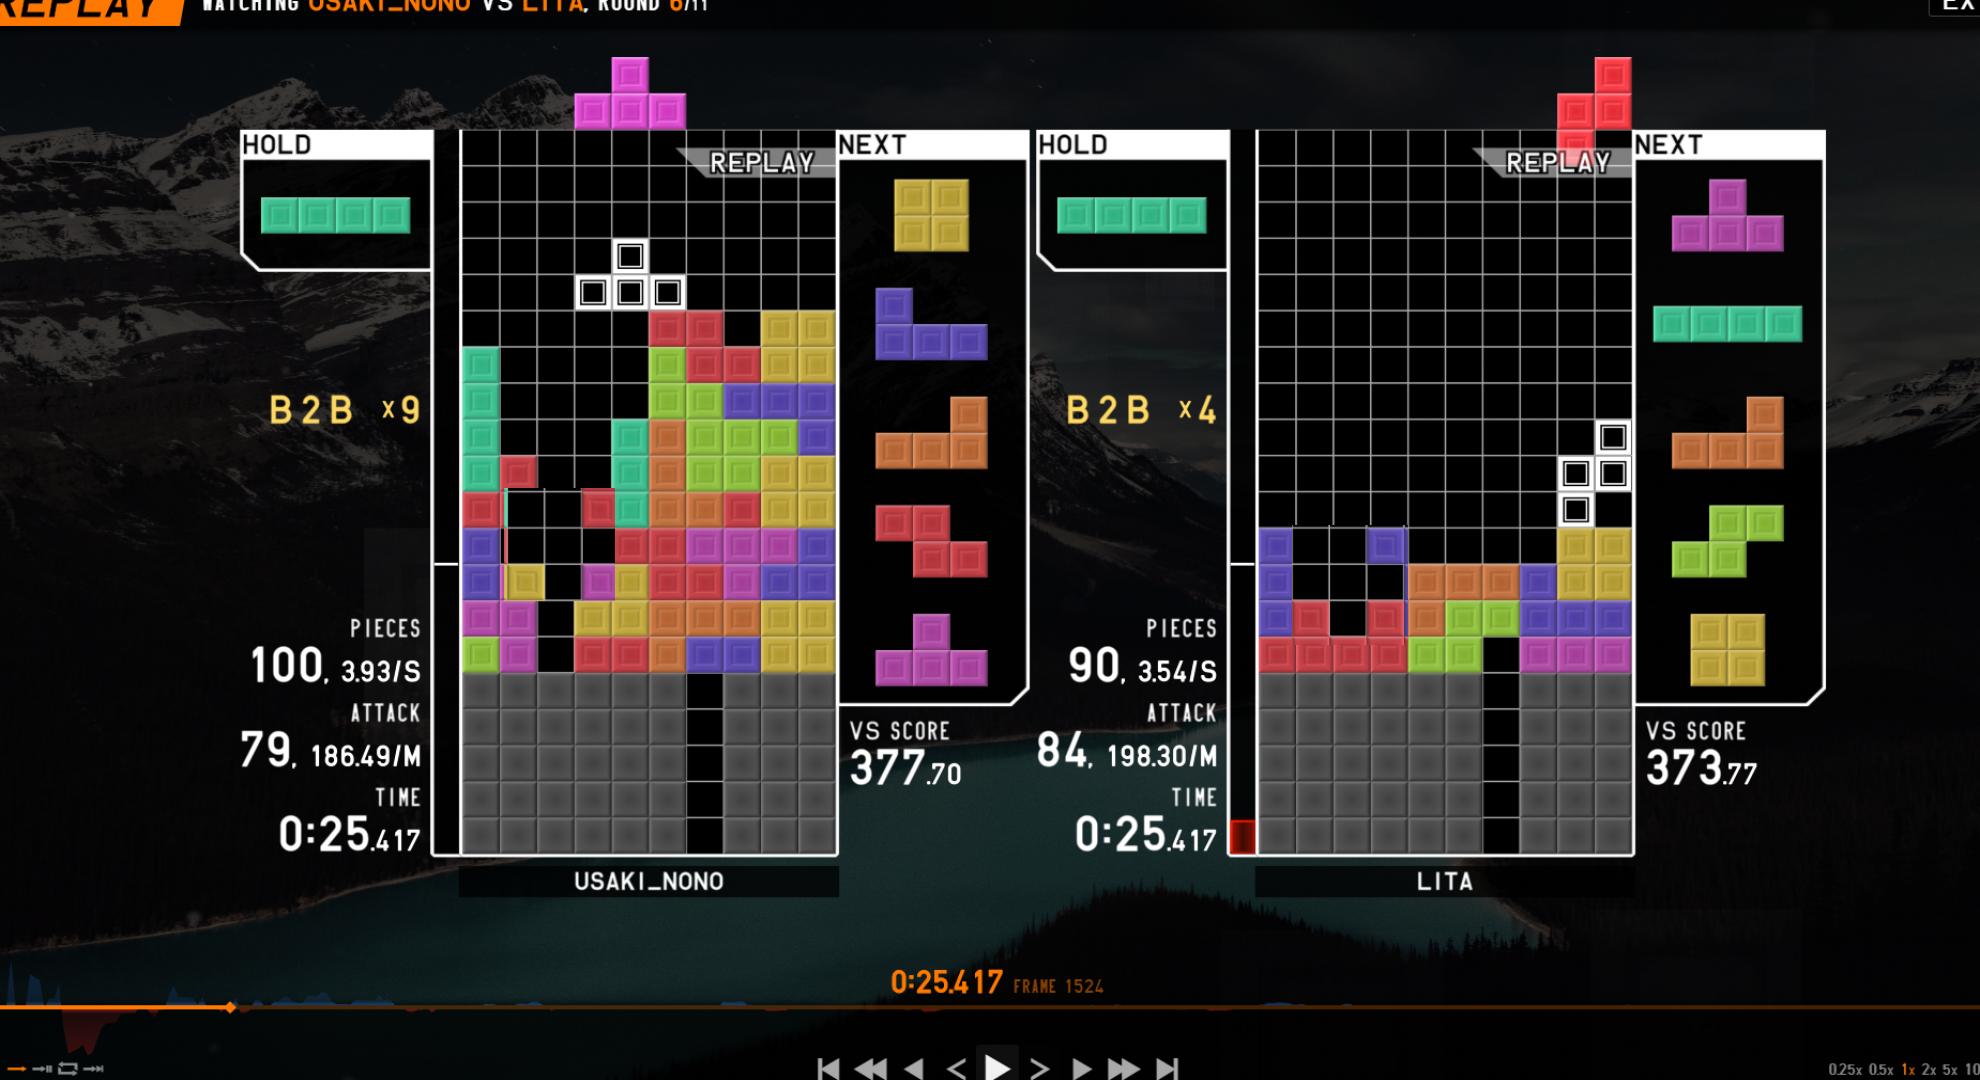 REPLAY
WATCHING USAKI_NONO VS LITA, ROUND 6/11
EX
HOLD
REPLAY
NEXT
B2B x9
PIECES
100, 3.93/S
ATTACK
79, 186.49/M
TIME
0:25.417
VS SCORE
377.70
USAKI_NONO
HOLD
REPLAY
NEXT
B2B x4
PIECES
90, 3.54/S
ATTACK
84, 198.30/M
TIME
0:25.417
VS SCORE
373.77
LITA
0:25.417 FRAME 1524
0.25x 0.5x 1x 2x 5x 10